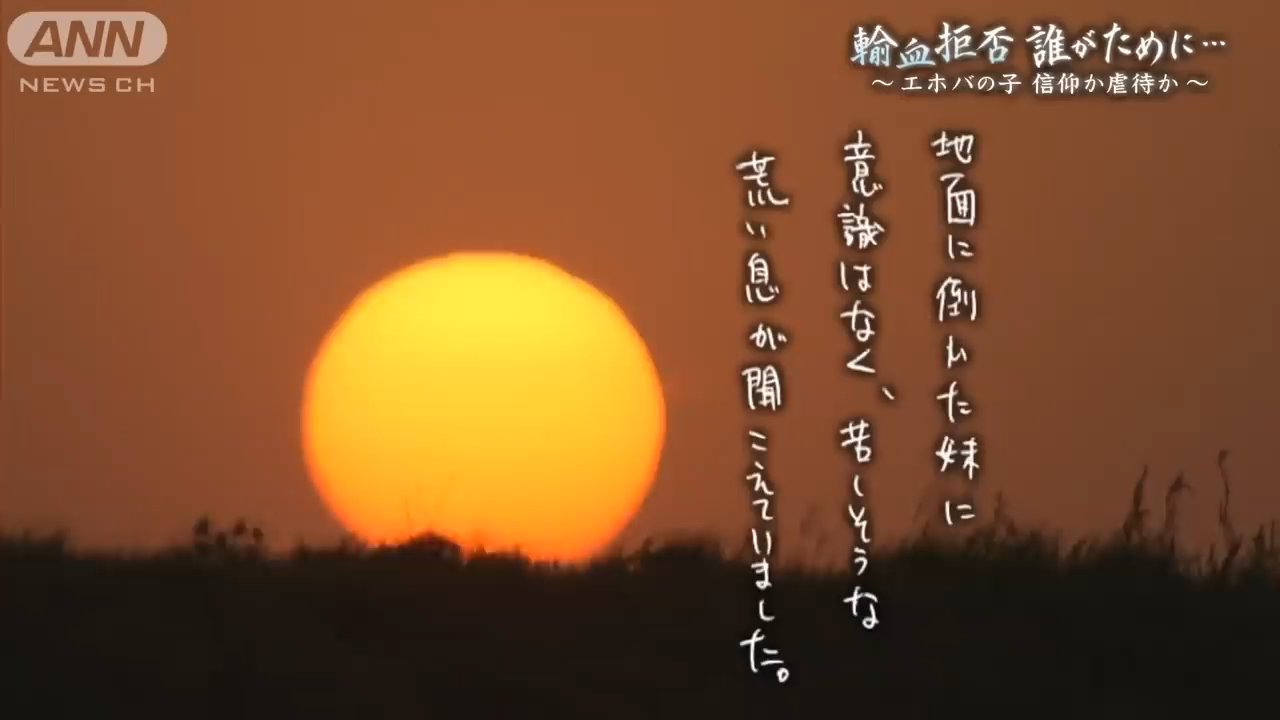 ANN
NEWS CH
輸血拒否 誰がために…
～エホバの子 信仰か虐待か～
地面に倒れた妹に
意識はなく、苦しそうな
荒い息が聞こえていました。